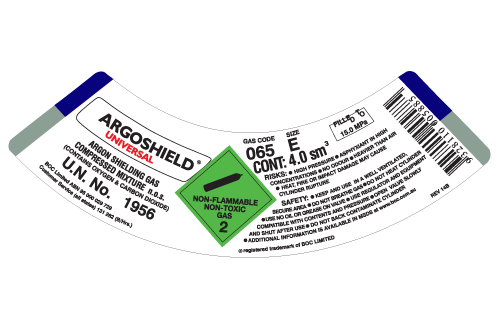 ARGOSHIELD®
UNIVERSAL
ARGON SHIELDING GAS
COMPRESSED MIXTURE n.o.s.
(CONTAINS OXYGEN & CARBON DIOXIDE)
U.N. No. 1956
BOC Limited ABN 95 000 029 729
Customer Service (all states) 131 262 (B/Hrs.)
NON-FLAMMABLE
NON-TOXIC
GAS
2
GAS CODE SIZE
065 E
CONT: 4.0 sm³
FILLED
15.0 MPa
RISKS: • HIGH PRESSURE • ASPHYXIANT IN HIGH
CONCENTRATIONS • NO ODOUR • HEAVIER THAN AIR
• HEAT, FIRE OR IMPACT DAMAGE MAY CAUSE
CYLINDER RUPTURE
SAFETY: • KEEP AND USE IN A WELL VENTILATED,
SECURE AREA • DO NOT BREATHE GAS • DO NOT HEAT CYLINDER
• USE NO OIL OR GREASE ON VALVE • USE REGULATOR AND EQUIPMENT
COMPATIBLE WITH CONTENTS AND PRESSURE • OPEN VALVE SLOWLY
AND SHUT AFTER USE • DO NOT BACK CONTAMINATE CYLINDER
• ADDITIONAL INFORMATION IS AVAILABLE IN MSDS at www.boc.com.au
® registered trademark of BOC LIMITED
REV 14B